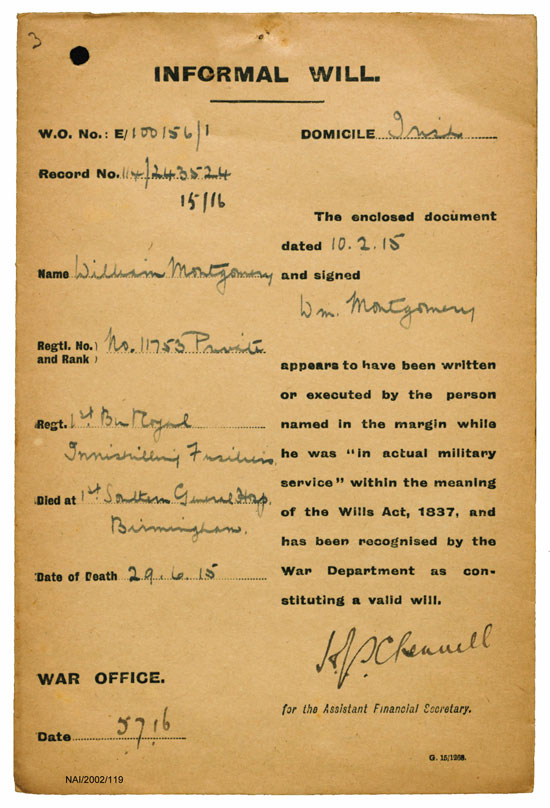 3
INFORMAL WILL.
W.O. No.: E/100156/1
Record No. 114/243524
15/16
Name William Montgomery
Regtl. No. and Rank No. 11753 Private
Regt. 1st Bn Royal
Inniskilling Fusiliers
Died at 1st Southern General Hosp.
Birmingham.
Date of Death 29.6.15
WAR OFFICE.
Date 5716
DOMICILE Irish
The enclosed document
dated 10.2.15
and signed
Wm. Montgomery
appears to have been written
or executed by the person
named in the margin while
he was "in actual military
service" within the meaning
of the Wills Act, 1837, and
has been recognised by the
War Department as con-
stituting a valid will.
for the Assistant Financial Secretary.
G. 15/1268.
NAI/2002/119